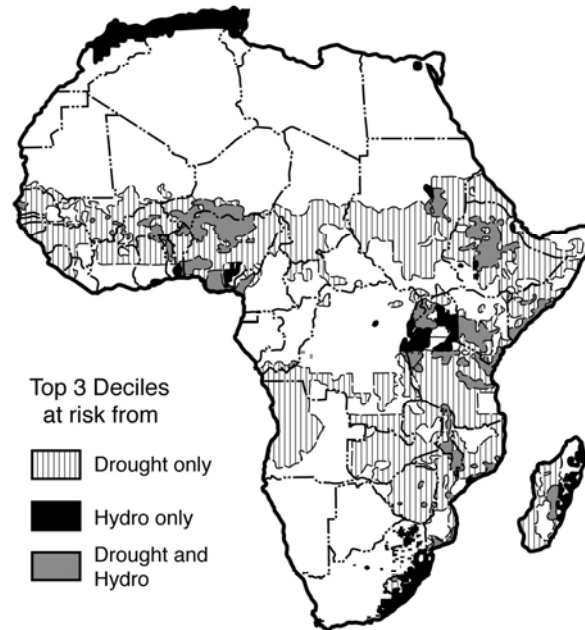 Top 3 Deciles
at risk from
Drought only
Hydro only
Drought and
Hydro